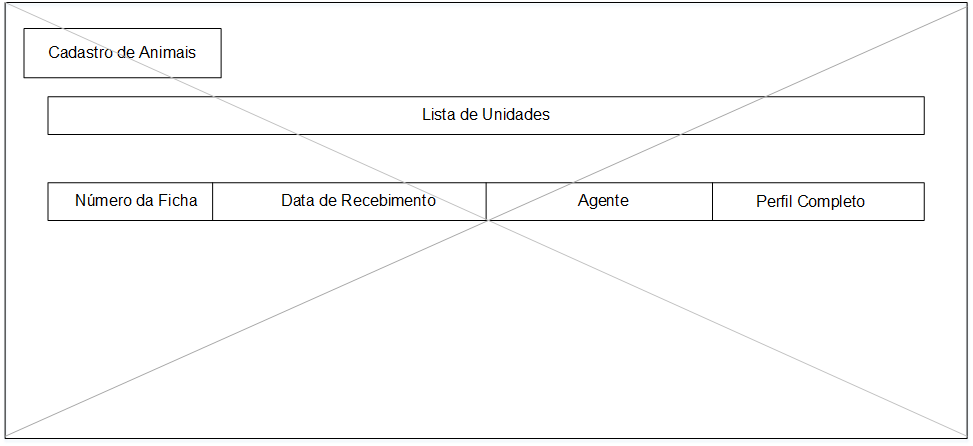 Cadastro de Animais
Lista de Unidades
Número da Ficha
Data de Recebimento
Agente
Perfil Completo